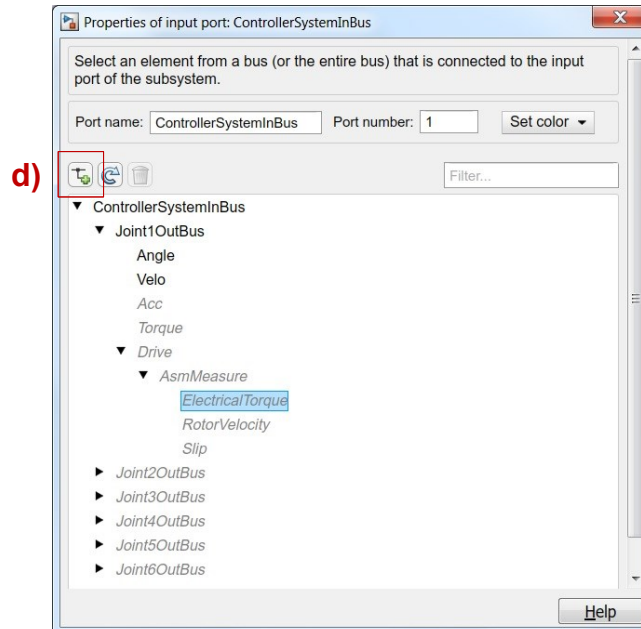 Properties of input port: ControllerSystemInBus
Select an element from a bus (or the entire bus) that is connected to the input
port of the subsystem.
Port name: ControllerSystemInBus Port number: 1 Set color
d)
Filter...
ControllerSystemInBus
Joint1OutBus
Angle
Velo
Acc
Torque
Drive
AsmMeasure
ElectricalTorque
RotorVelocity
Slip
Joint2OutBus
Joint3OutBus
Joint4OutBus
Joint5OutBus
Joint6OutBus
Help